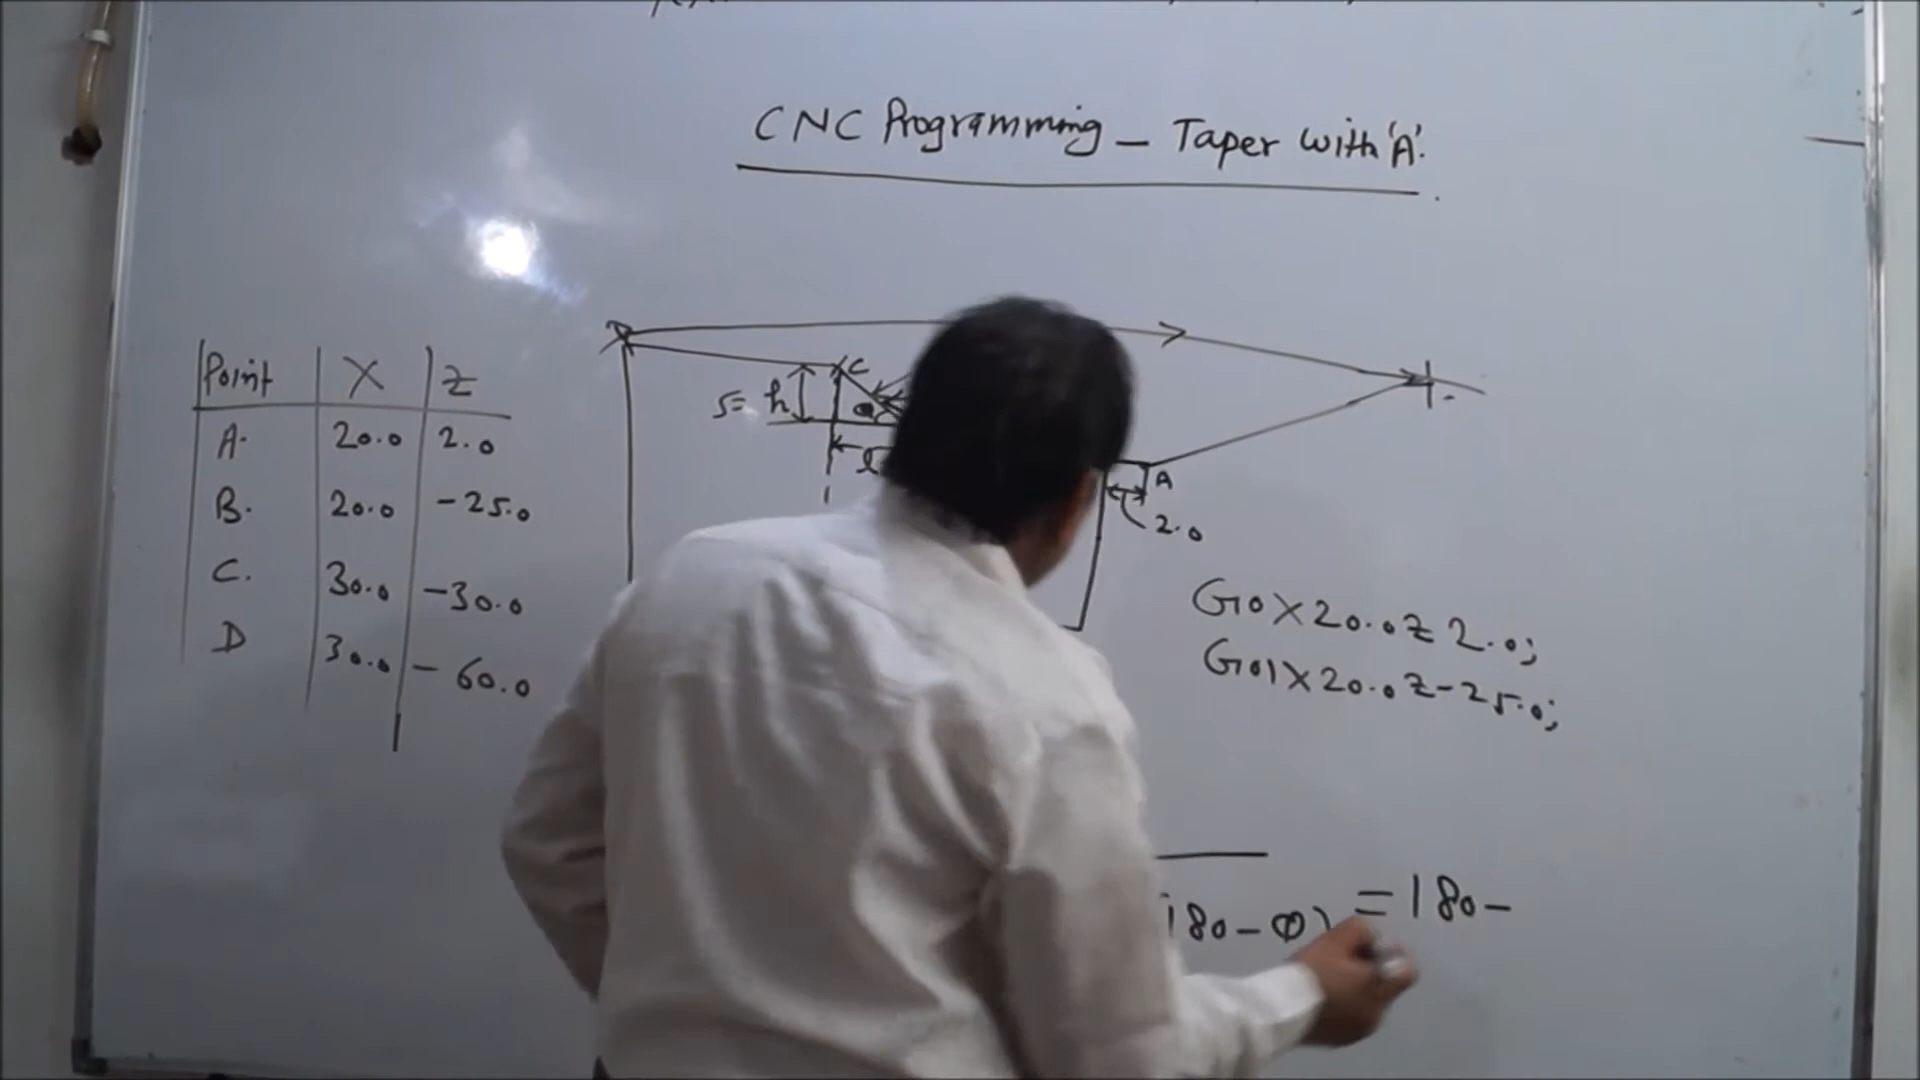 CNC Programming - Taper with 'A'.
Point X Z
A. 20.0 2.0
B. 20.0 -25.0
C. 30.0 -30.0
D 30.0 -60.0
D
C
5= h
l
A
2.0
G0 X20.0 Z 2.0;
G01 X20.0 Z-25.0;
180-Φ) = 180-